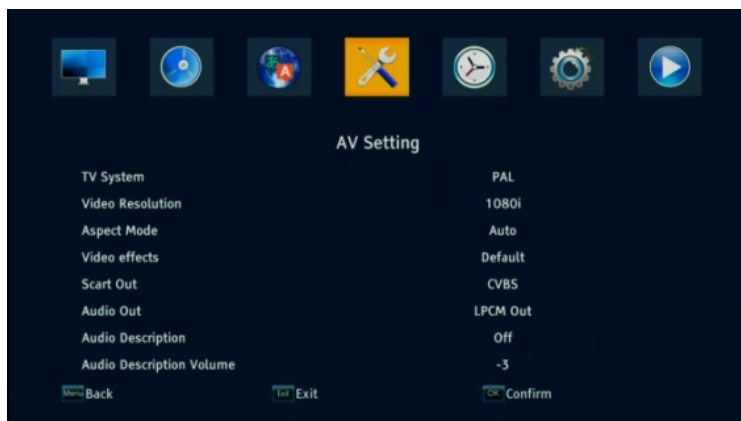 あ
A
AV Setting
TV System PAL
Video Resolution 1080i
Aspect Mode Auto
Video effects Default
Scart Out CVBS
Audio Out LPCM Out
Audio Description Off
Audio Description Volume -3
Menu Back Exit Exit OK Confirm